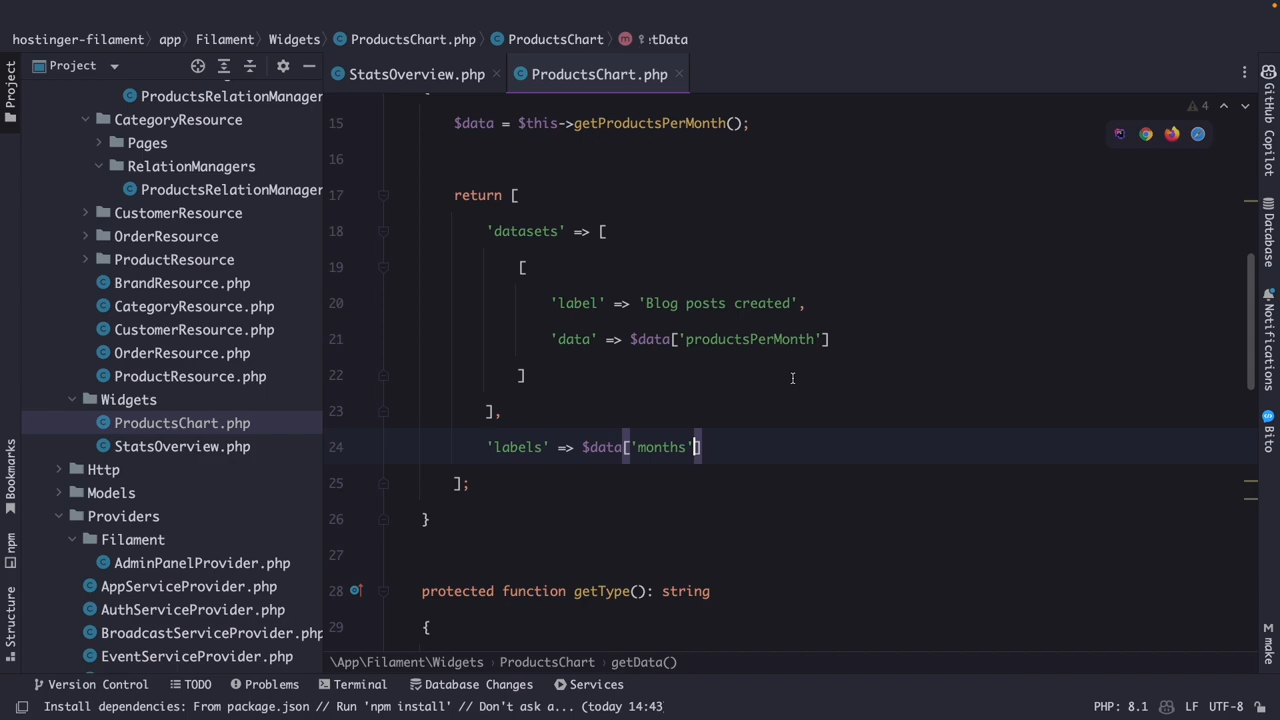 hostinger-filament app Filament Widgets ProductsChart.php ProductsChart tData
Project
StatsOverview.php ProductsChart.php
Project
ProductsRelationManager
CategoryResource
Pages
RelationManagers
ProductsRelationManager
CustomerResource
OrderResource
ProductResource
BrandResource.php
CategoryResource.php
CustomerResource.php
OrderResource.php
ProductResource.php
Widgets
ProductsChart.php
StatsOverview.php
Http
Models
Providers
Filament
AdminPanelProvider.php
AppServiceProvider.php
AuthServiceProvider.php
BroadcastServiceProvider.php
EventServiceProvider.php
4
15 $data = $this->getProductsPerMonth();
16
17 return [
18 'datasets' => [
19 [
20 'label' => 'Blog posts created',
21 'data' => $data['productsPerMonth']
22 ]
23 ],
24 'labels' => $data['months']
25 ];
26 }
27
28 protected function getType(): string
29 {
\App\Filament\Widgets ProductsChart getData()
Bookmarks
npm
Structure
GitHub Copilot
Database
Notifications
Bito
M make
Version Control TODO Problems Terminal Database Changes Services
Install dependencies: From package.json // Run 'npm install' // Don't ask a... (today 14:43) PHP: 8.1 LF UTF-8